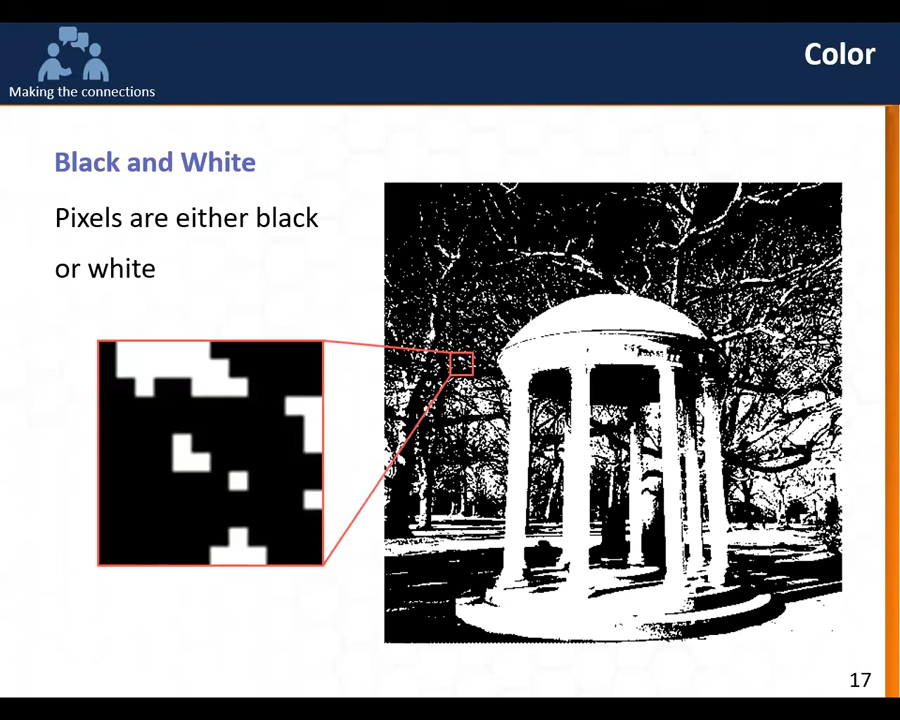 Color
Making the connections
Black and White
Pixels are either black
or white
17